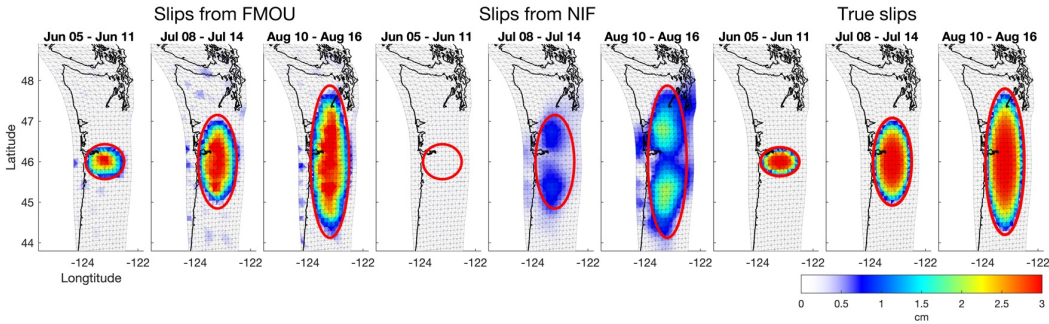 Slips from FMOU Slips from NIF True slips
Jun 05 - Jun 11 Jul 08 - Jul 14 Aug 10 - Aug 16 Jun 05 - Jun 11 Jul 08 - Jul 14 Aug 10 - Aug 16 Jun 05 - Jun 11 Jul 08 - Jul 14 Aug 10 - Aug 16
48
47
46
45
44
Latitude
-124 -122 -124 -122 -124 -122 -124 -122 -124 -122 -124 -122 -124 -122 -124 -122 -124 -122
Longtitude
0 0.5 1 1.5 2 2.5 3
cm